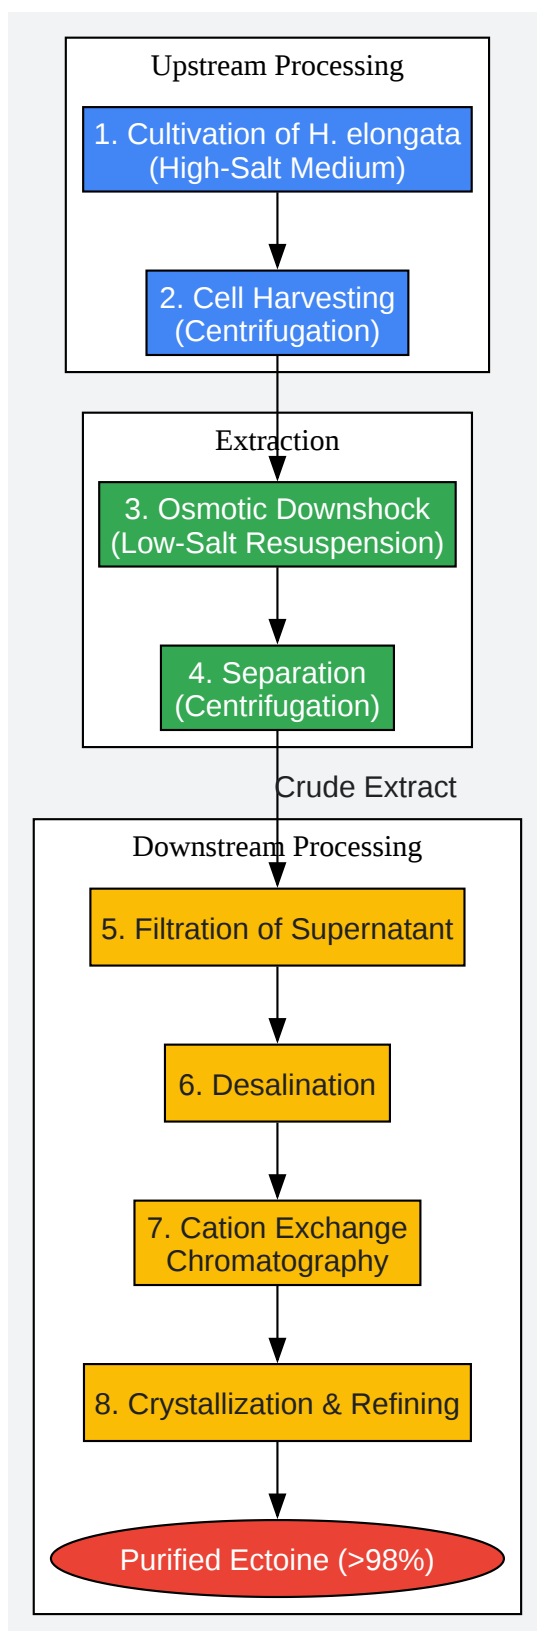 Upstream Processing
1. Cultivation of H. elongata
(High-Salt Medium)
2. Cell Harvesting
(Centrifugation)
Extraction
3. Osmotic Downshock
(Low-Salt Resuspension)
4. Separation
(Centrifugation)
Crude Extract
Downstream Processing
5. Filtration of Supernatant
6. Desalination
7. Cation Exchange
Chromatography
8. Crystallization & Refining
Purified Ectoine (>98%)